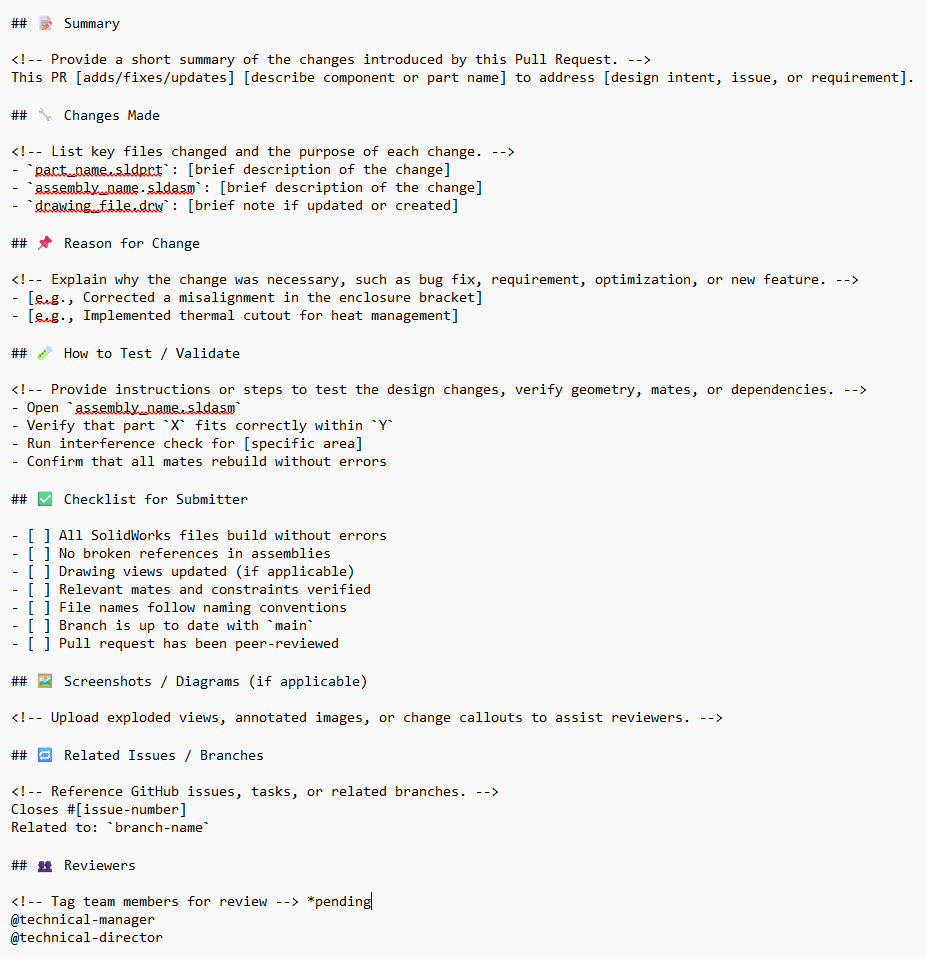 ## 📝 Summary
<!-- Provide a short summary of the changes introduced by this Pull Request. -->
This PR [adds/fixes/updates] [describe component or part name] to address [design intent, issue, or requirement].
## 🔧 Changes Made
<!-- List key files changed and the purpose of each change. -->
- `part_name.sldprt`: [brief description of the change]
- `assembly_name.sldasm`: [brief description of the change]
- `drawing_file.drw`: [brief note if updated or created]
## 📌 Reason for Change
<!-- Explain why the change was necessary, such as bug fix, requirement, optimization, or new feature. -->
- [e.g., Corrected a misalignment in the enclosure bracket]
- [e.g., Implemented thermal cutout for heat management]
## 🧪 How to Test / Validate
<!-- Provide instructions or steps to test the design changes, verify geometry, mates, or dependencies. -->
- Open `assembly_name.sldasm`
- Verify that part `X` fits correctly within `Y`
- Run interference check for [specific area]
- Confirm that all mates rebuild without errors
## ✅ Checklist for Submitter
- [ ] All SolidWorks files build without errors
- [ ] No broken references in assemblies
- [ ] Drawing views updated (if applicable)
- [ ] Relevant mates and constraints verified
- [ ] File names follow naming conventions
- [ ] Branch is up to date with `main`
- [ ] Pull request has been peer-reviewed
## 🖼️ Screenshots / Diagrams (if applicable)
<!-- Upload exploded views, annotated images, or change callouts to assist reviewers. -->
## 🔁 Related Issues / Branches
<!-- Reference GitHub issues, tasks, or related branches. -->
Closes #[issue-number]
Related to: `branch-name`
## 👥 Reviewers
<!-- Tag team members for review --> *pending
@technical-manager
@technical-director